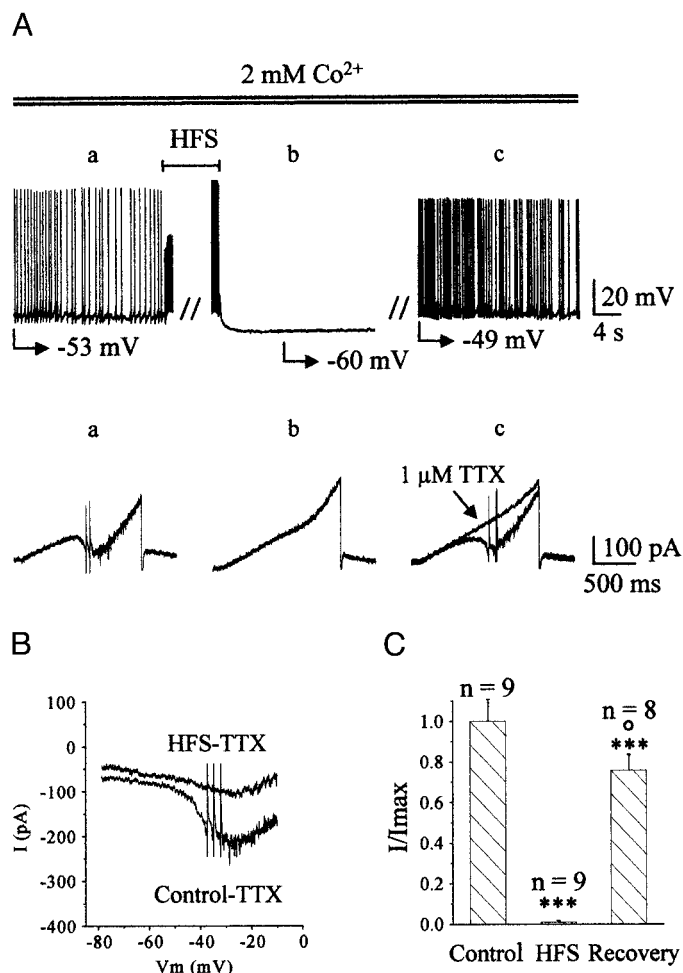 A
2 mM Co²⁺
HFS
a b c
//
//
-53 mV
-60 mV
-49 mV
20 mV
4 s
a b c
1 µM TTX
100 pA
500 ms
B
100
0
-100
-200
-300
-400
I (pA)
HFS-TTX
Control-TTX
-80 -60 -40 -20 0
Vm (mV)
C
n = 9
n = 8
o
***
n = 9
***
1.0
0.8
0.6
0.4
0.2
0.0
I/Imax
Control HFS Recovery